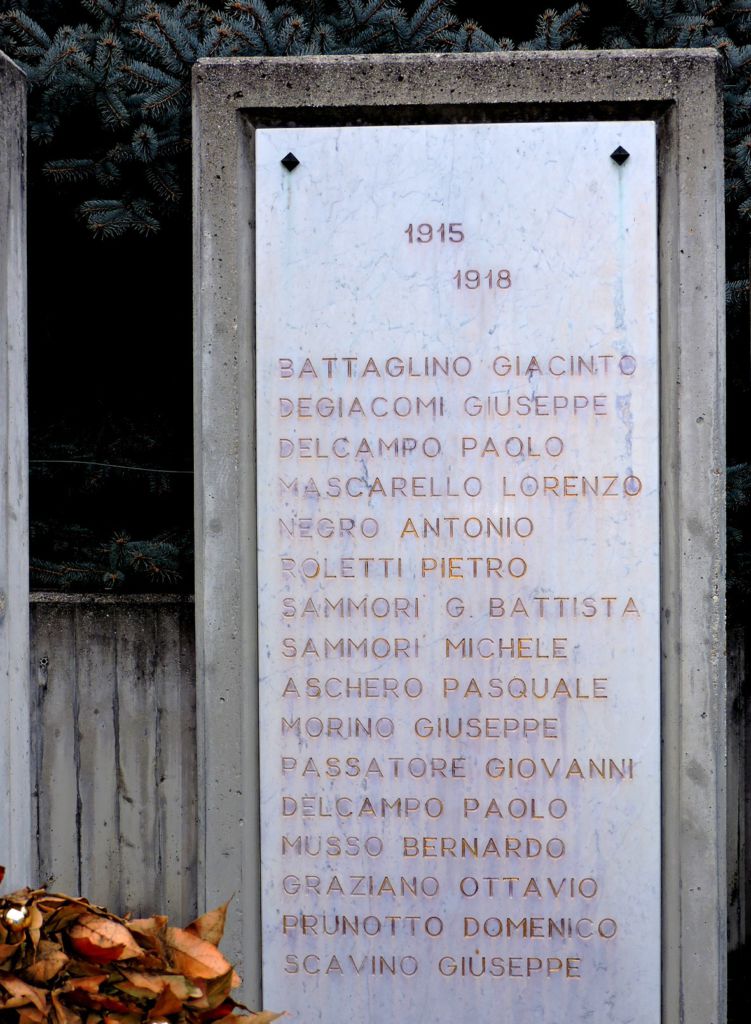 1915
1918
BATTAGLINO GIACINTO
DEGIACOMI GIUSEPPE
DELCAMPO PAOLO
MASCARELLO LORENZO
NEGRO ANTONIO
ROLETTI PIETRO
SAMMORI G. BATTISTA
SAMMORI MICHELE
ASCHERO PASQUALE
MORINO GIUSEPPE
PASSATORE GIOVANNI
DELCAMPO PAOLO
MUSSO BERNARDO
GRAZIANO OTTAVIO
PRUNOTTO DOMENICO
SCAVINO GIUSEPPE